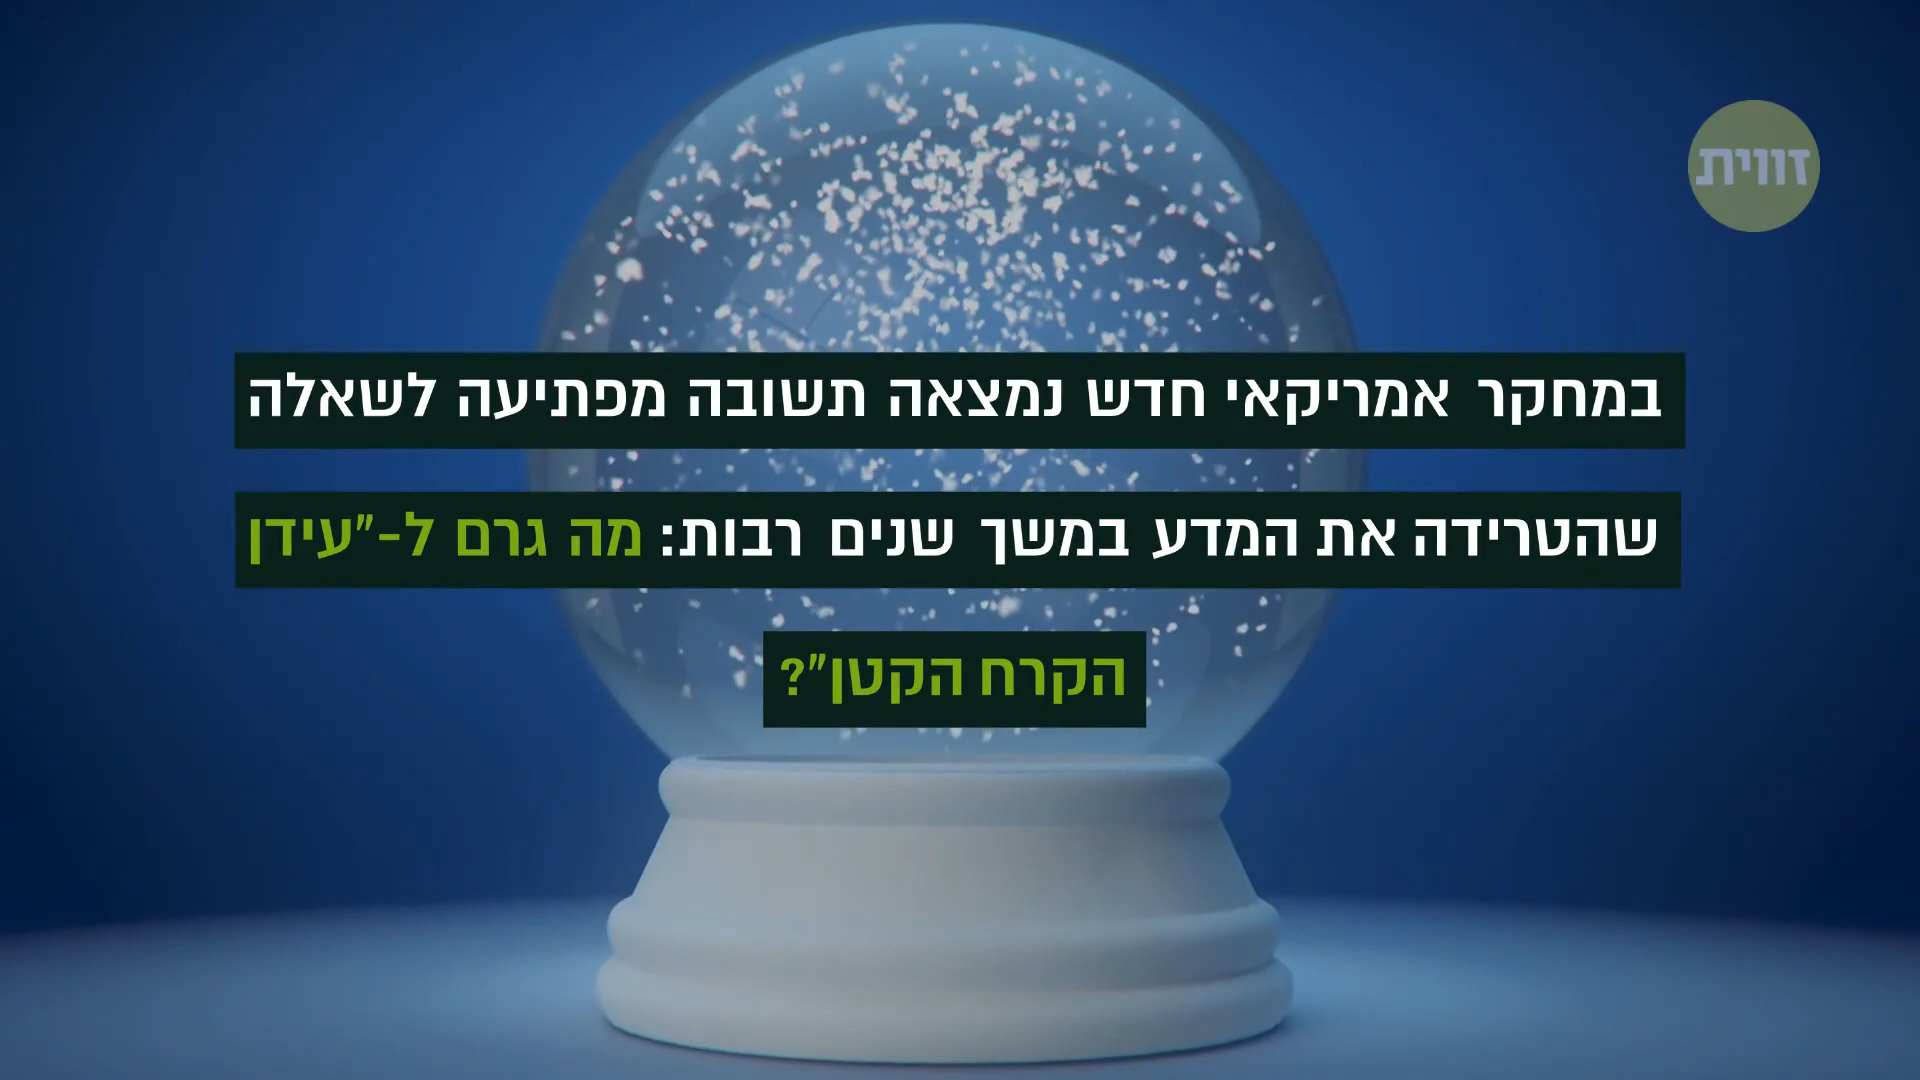 זווית
במחקר אמריקאי חדש נמצאה תשובה מפתיעה לשאלה
שהטרידה את המדע במשך שנים רבות: מה גרם ל-"עידן
הקרח הקטן"?